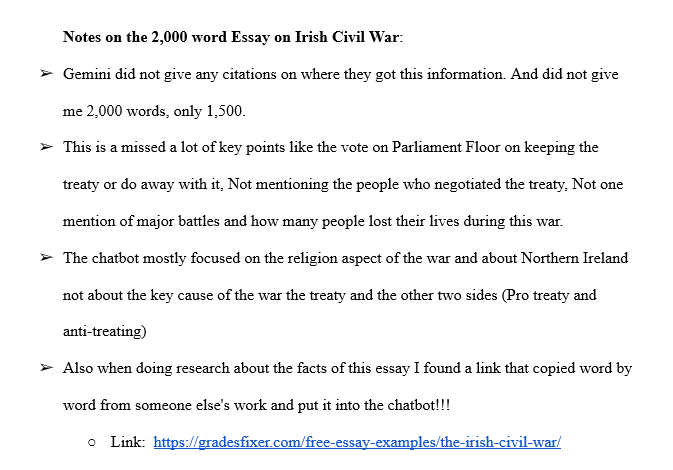 Notes on the 2,000 word Essay on Irish Civil War:
➢ Gemini did not give any citations on where they got this information. And did not give
me 2,000 words, only 1,500.
➢ This is a missed a lot of key points like the vote on Parliament Floor on keeping the
treaty or do away with it, Not mentioning the people who negotiated the treaty, Not one
mention of major battles and how many people lost their lives during this war.
➢ The chatbot mostly focused on the religion aspect of the war and about Northern Ireland
not about the key cause of the war the treaty and the other two sides (Pro treaty and
anti-treating)
➢ Also when doing research about the facts of this essay I found a link that copied word by
word from someone else's work and put it into the chatbot!!!
○ Link: https://gradesfixer.com/free-essay-examples/the-irish-civil-war/